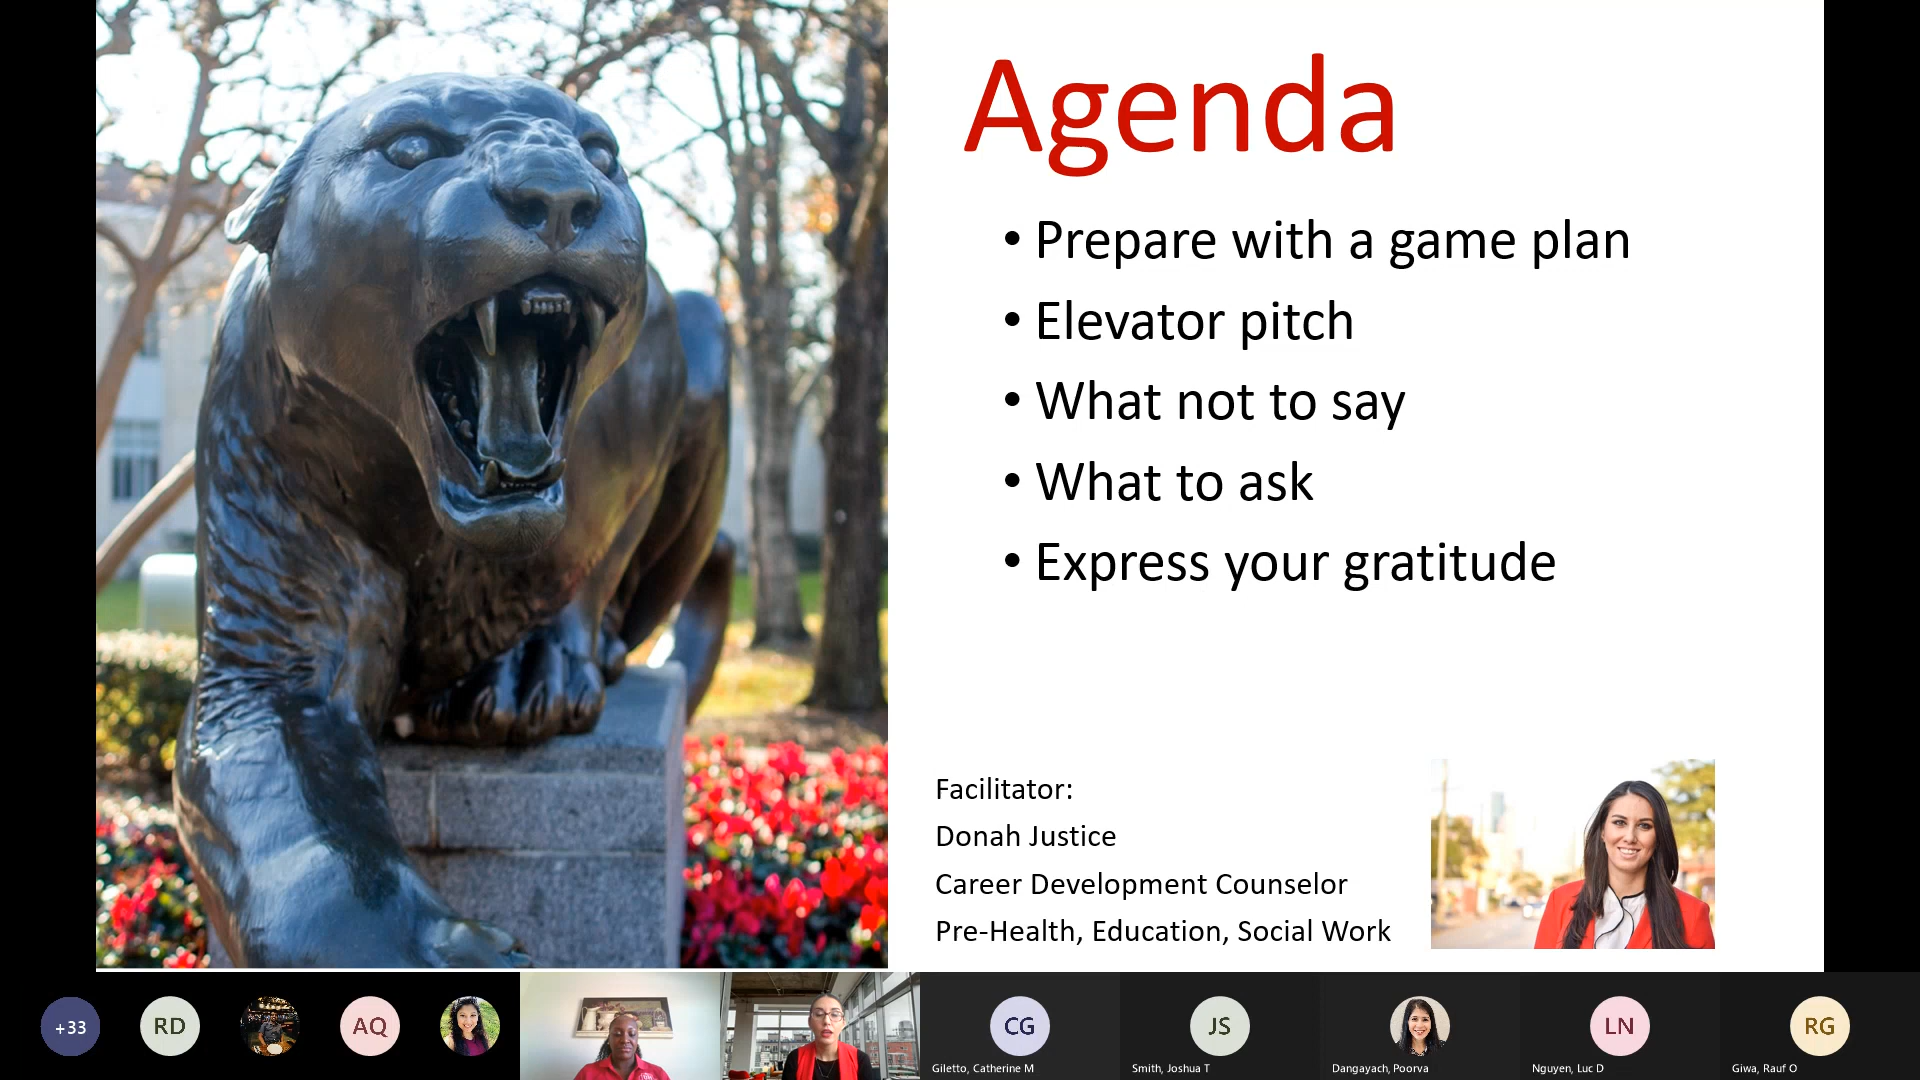 Agenda
• Prepare with a game plan
• Elevator pitch
• What not to say
• What to ask
• Express your gratitude
Facilitator:
Donah Justice
Career Development Counselor
Pre-Health, Education, Social Work
+33
RD
AQ
CG
JS
LN
RG
Giletto, Catherine M
Smith, Joshua T
Dangayach, Poorva
Nguyen, Luc D
Giwa, Rauf O